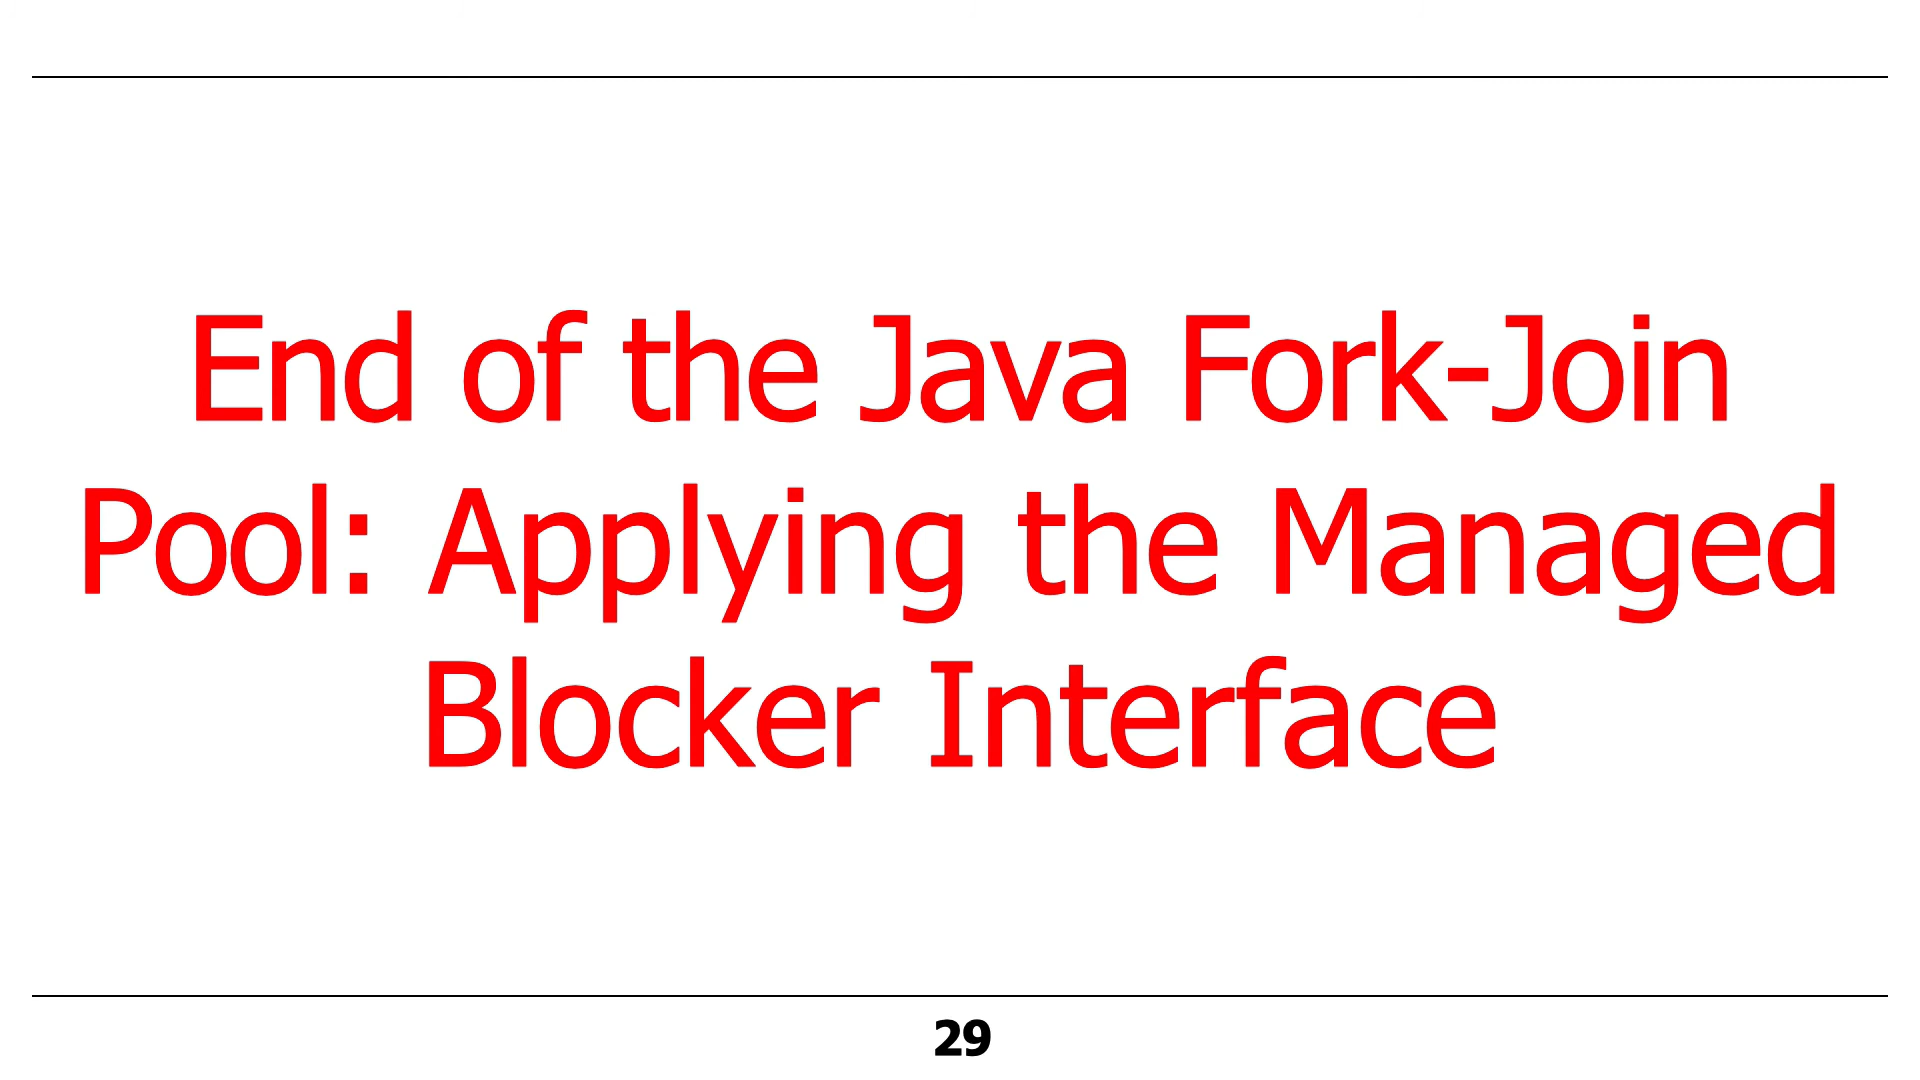 End of the Java Fork-Join
Pool: Applying the Managed
Blocker Interface
29